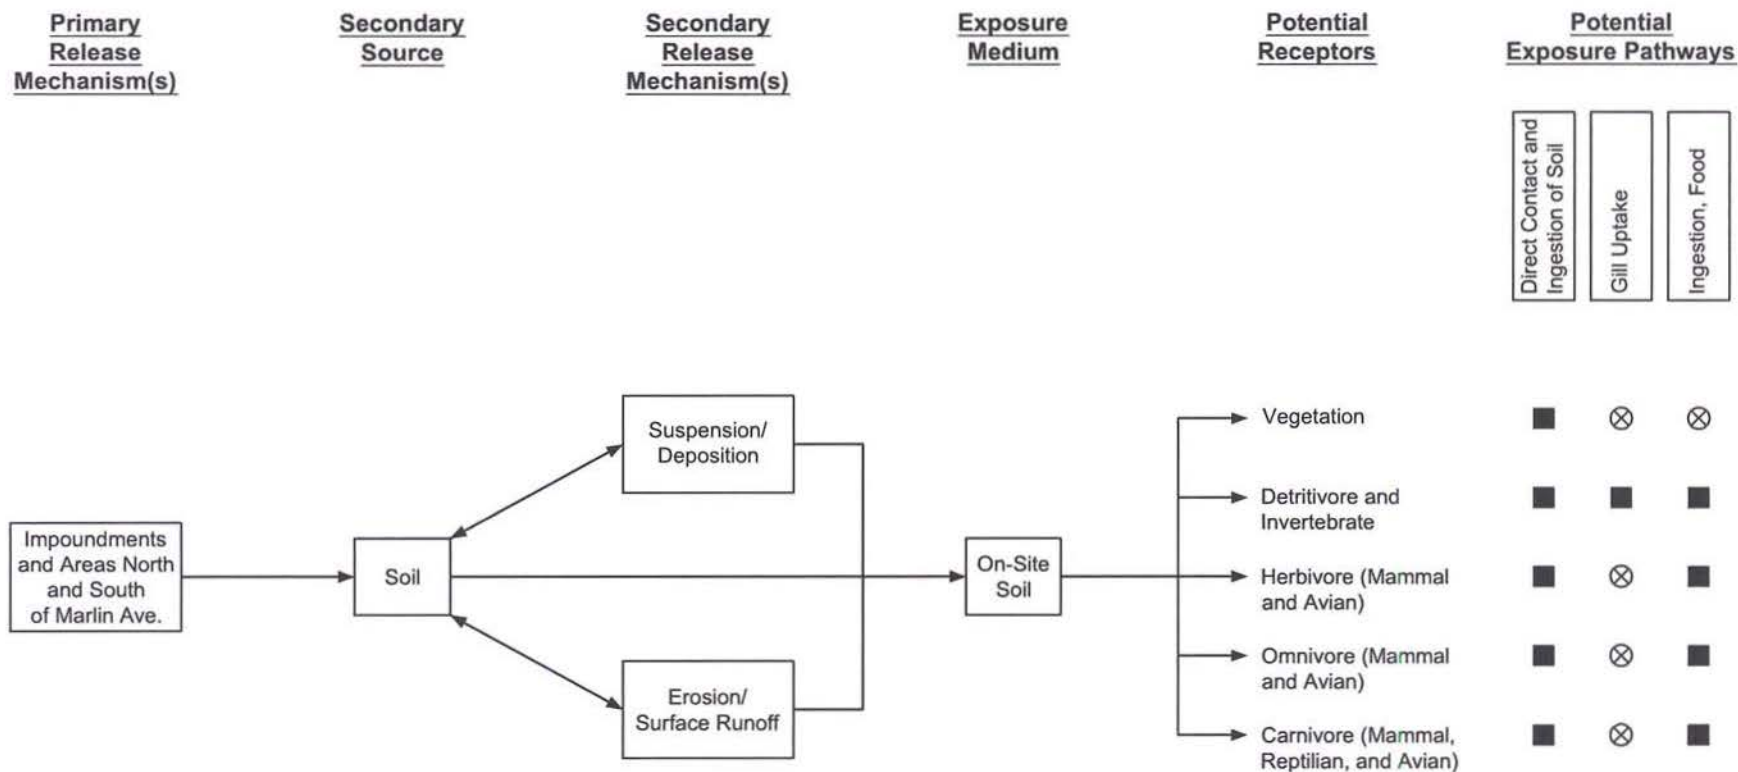 Primary
Release
Mechanism(s)
Secondary
Source
Secondary
Release
Mechanism(s)
Exposure
Medium
Potential
Receptors
Potential
Exposure Pathways
Direct Contact and
Ingestion of Soil
Gill Uptake
Ingestion, Food
Impoundments
and Areas North
and South
of Marlin Ave.
Soil
Suspension/
Deposition
Erosion/
Surface Runoff
On-Site
Soil
Vegetation
Detritivore and
Invertebrate
Herbivore (Mammal
and Avian)
Omnivore (Mammal
and Avian)
Carnivore (Mammal,
Reptilian, and Avian)